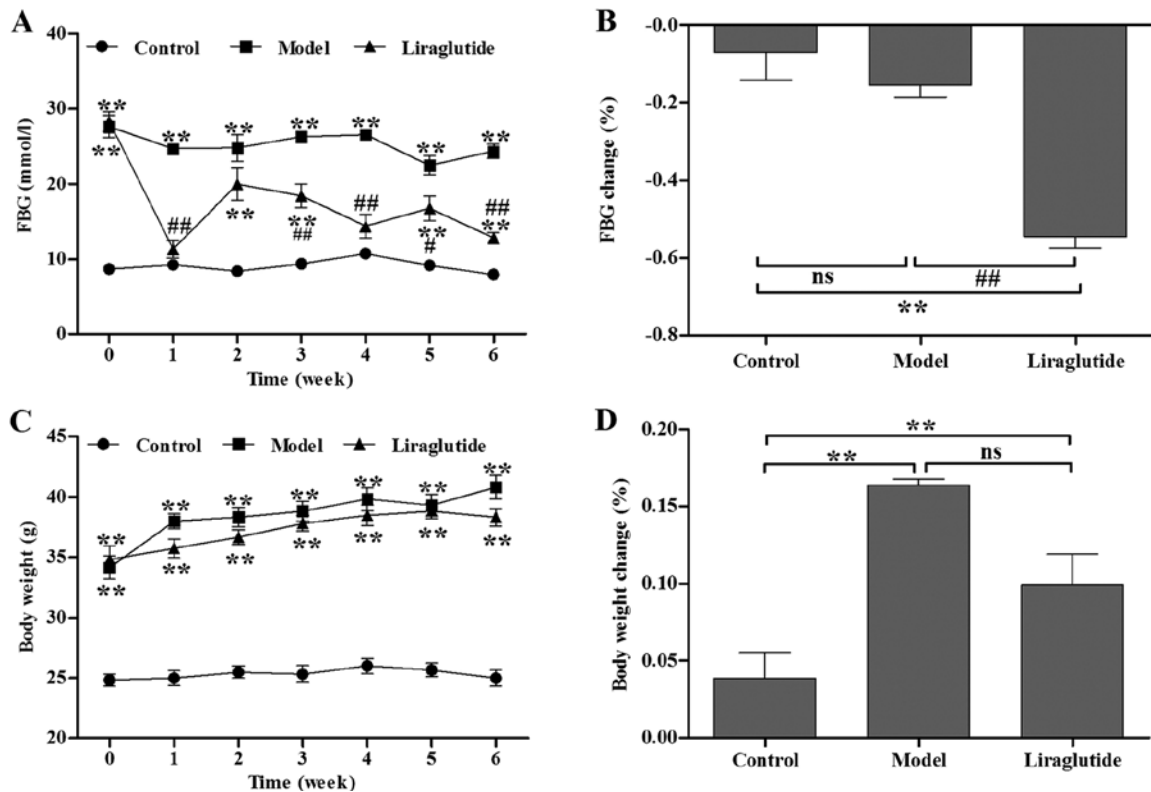 A
Control Model Liraglutide
FBG (mmol/l)
40
30
20
10
0
** ** ** ** ** ** **
**
## ** ** ## ** ##
## ** **
#
0 1 2 3 4 5 6
Time (week)
B
FBG change (%)
-0.0
-0.2
-0.4
-0.6
-0.8
ns ##
**
Control Model Liraglutide
C
Control Model Liraglutide
Body weight (g)
45
40
35
30
25
20
** ** ** ** ** ** **
** ** ** ** ** ** **
0 1 2 3 4 5 6
Time (week)
D
Body weight change (%)
0.20
0.15
0.10
0.05
0.00
**
** ns
Control Model Liraglutide